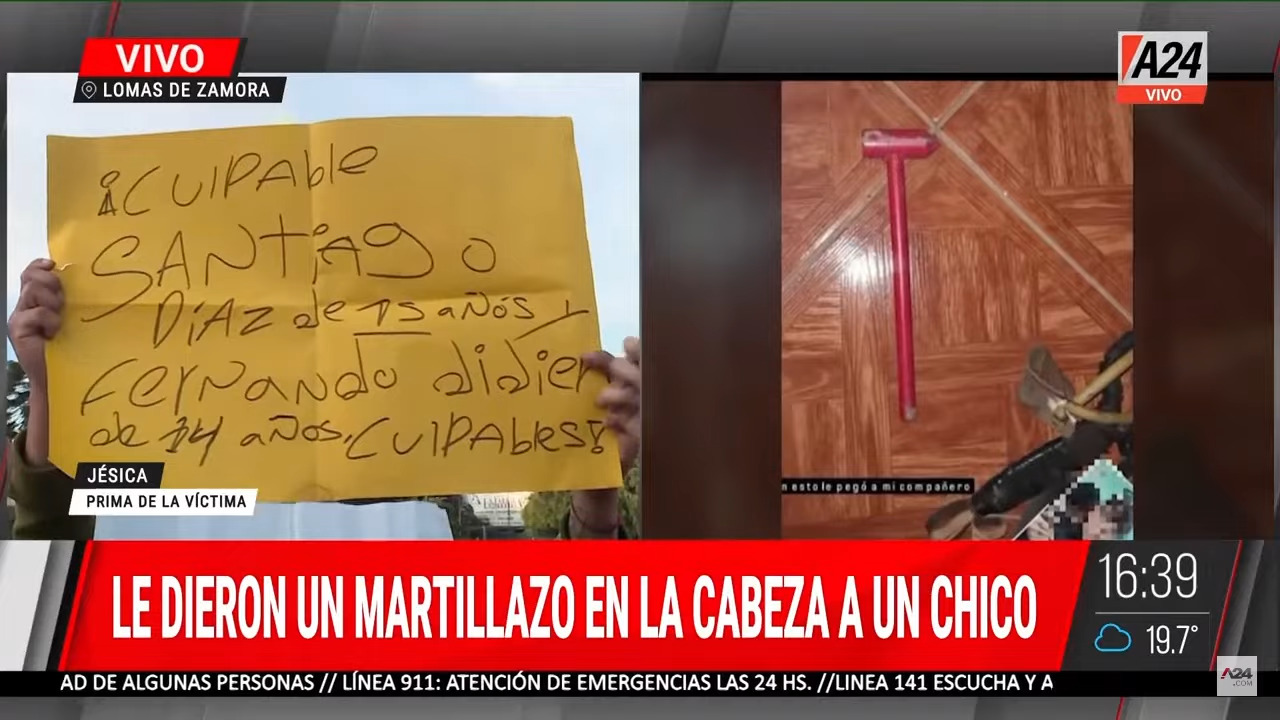 VIVO
LOMAS DE ZAMORA
A24
VIVO
¡CUlPAble
SANtiAgO
DíAZ de 15 años y
FerNANdo didier
de 14 años, CUlPAbleS!
JÉSICA
PRIMA DE LA VÍCTIMA
n esto le pegó a mi compañero
LE DIERON UN MARTILLAZO EN LA CABEZA A UN CHICO
16:39
19.7°
AD DE ALGUNAS PERSONAS // LÍNEA 911: ATENCIÓN DE EMERGENCIAS LAS 24 HS. //LINEA 141 ESCUCHA Y A
A24
.COM